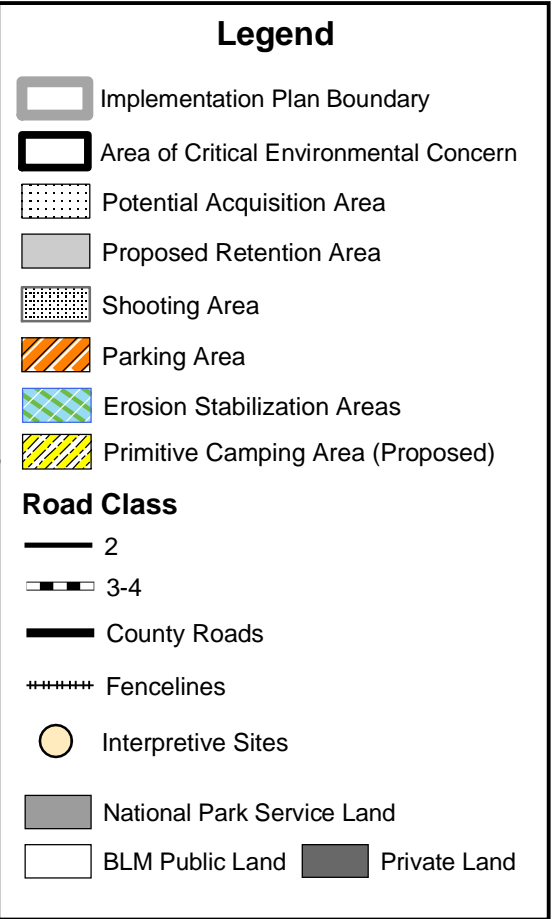 Legend
Implementation Plan Boundary
Area of Critical Environmental Concern
Potential Acquisition Area
Proposed Retention Area
Shooting Area
Parking Area
Erosion Stabilization Areas
Primitive Camping Area (Proposed)
Road Class
2
3-4
County Roads
Fencelines
Interpretive Sites
National Park Service Land
BLM Public Land Private Land